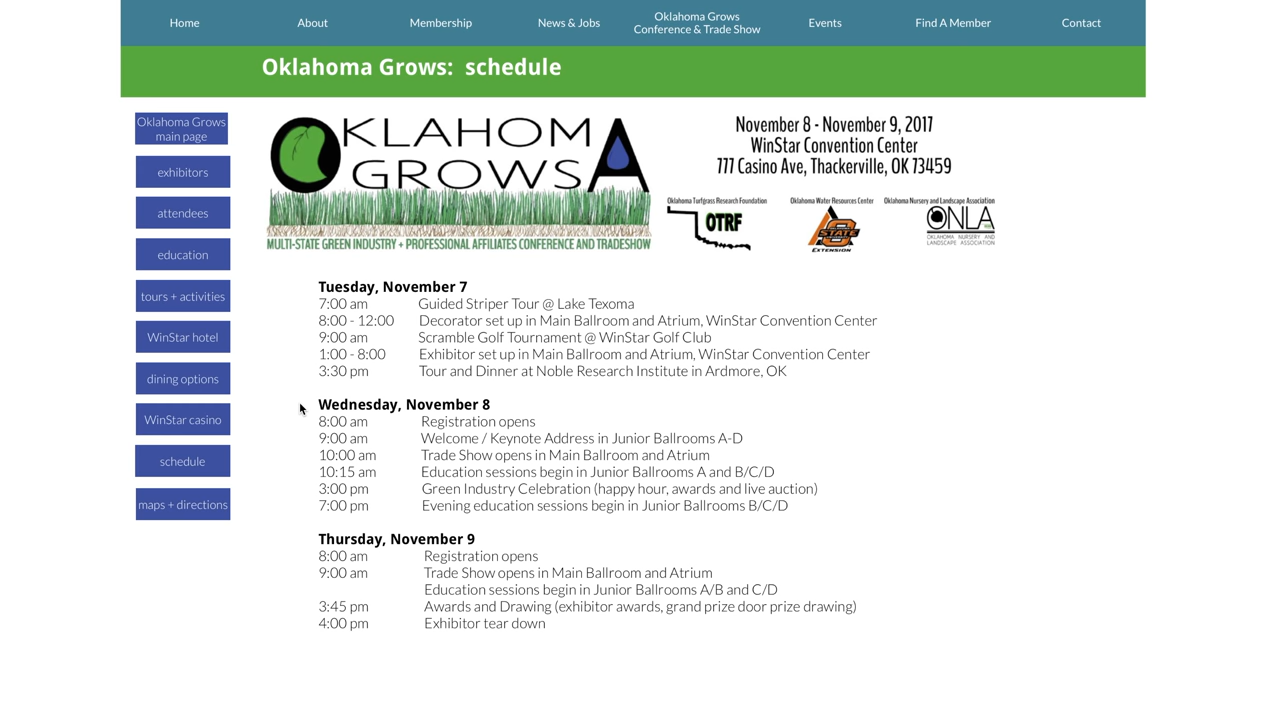 Home
About
Membership
News & Jobs
Oklahoma Grows
Conference & Trade Show
Events
Find A Member
Contact
Oklahoma Grows:  schedule
Oklahoma Grows
main page
exhibitors
attendees
education
tours + activities
WinStar hotel
dining options
WinStar casino
schedule
maps + directions
OKLAHOMA
GROWS
MULTI-STATE GREEN INDUSTRY + PROFESSIONAL AFFILIATES CONFERENCE AND TRADESHOW
November 8 - November 9, 2017
WinStar Convention Center
777 Casino Ave, Thackerville, OK 73459
Oklahoma Turfgrass Research Foundation
OTRF
Oklahoma Water Resources Center
STATE
EXTENSION
Oklahoma Nursery and Landscape Association
ONLA
OKLAHOMA NURSERY AND
LANDSCAPE ASSOCIATION
Tuesday, November 7
7:00 am Guided Striper Tour @ Lake Texoma
8:00 - 12:00 Decorator set up in Main Ballroom and Atrium, WinStar Convention Center
9:00 am Scramble Golf Tournament @ WinStar Golf Club
1:00 - 8:00 Exhibitor set up in Main Ballroom and Atrium, WinStar Convention Center
3:30 pm Tour and Dinner at Noble Research Institute in Ardmore, OK
Wednesday, November 8
8:00 am Registration opens
9:00 am Welcome / Keynote Address in Junior Ballrooms A-D
10:00 am Trade Show opens in Main Ballroom and Atrium
10:15 am Education sessions begin in Junior Ballrooms A and B/C/D
3:00 pm Green Industry Celebration (happy hour, awards and live auction)
7:00 pm Evening education sessions begin in Junior Ballrooms B/C/D
Thursday, November 9
8:00 am Registration opens
9:00 am Trade Show opens in Main Ballroom and Atrium
Education sessions begin in Junior Ballrooms A/B and C/D
3:45 pm Awards and Drawing (exhibitor awards, grand prize door prize drawing)
4:00 pm Exhibitor tear down